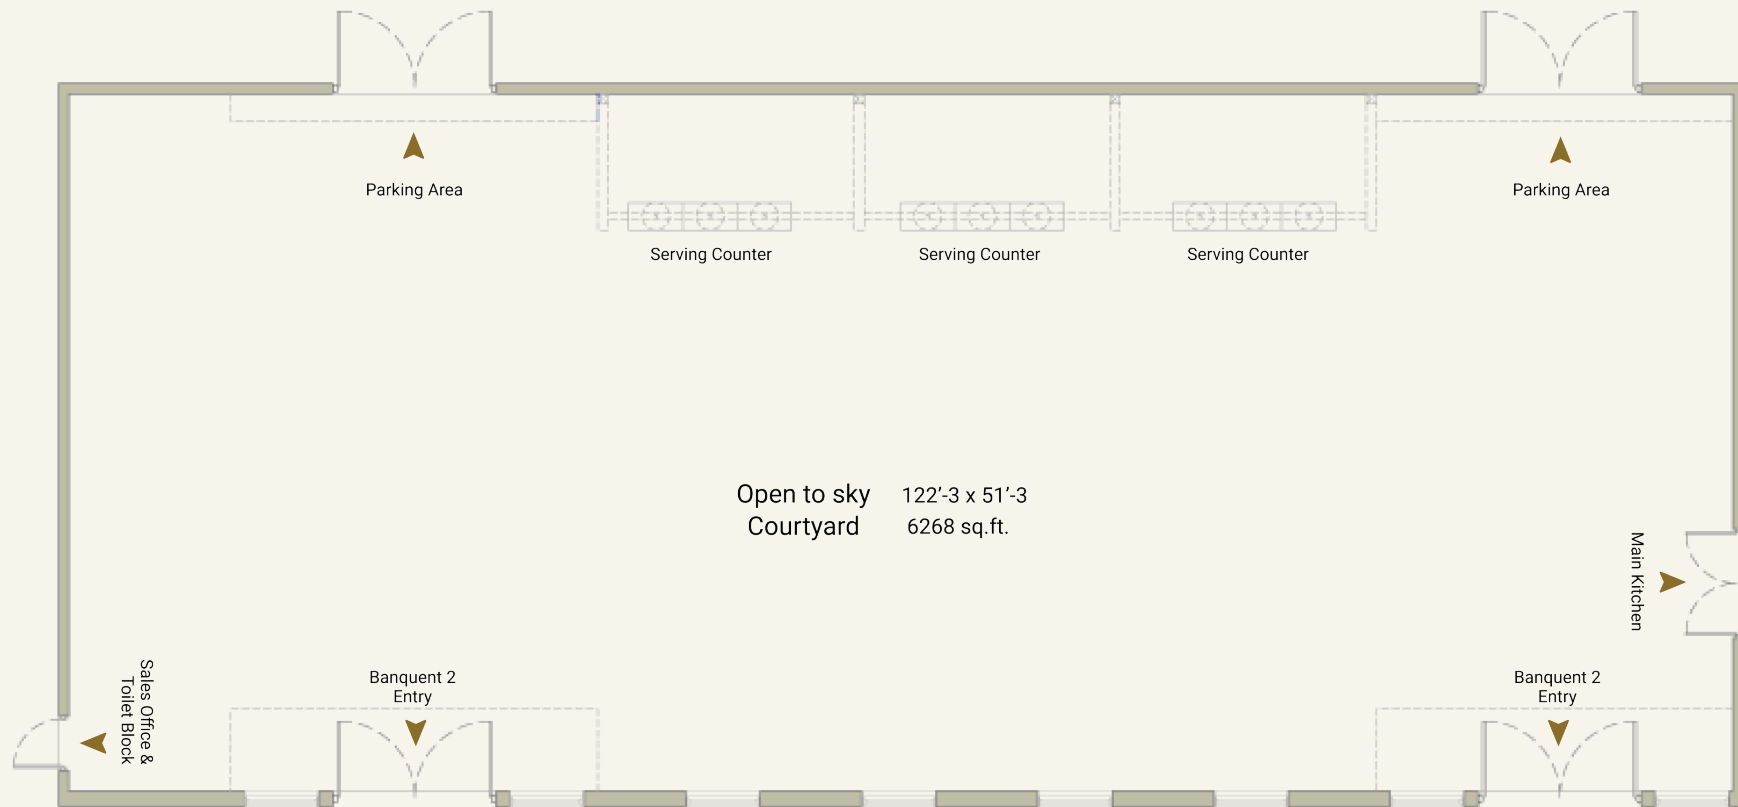 Parking Area
Parking Area
Serving Counter
Serving Counter
Serving Counter
Open to sky
Courtyard
122’-3 x 51’-3
6268 sq.ft.
Main Kitchen
Sales Office &
Toilet Block
Banquent 2
Entry
Banquent 2
Entry